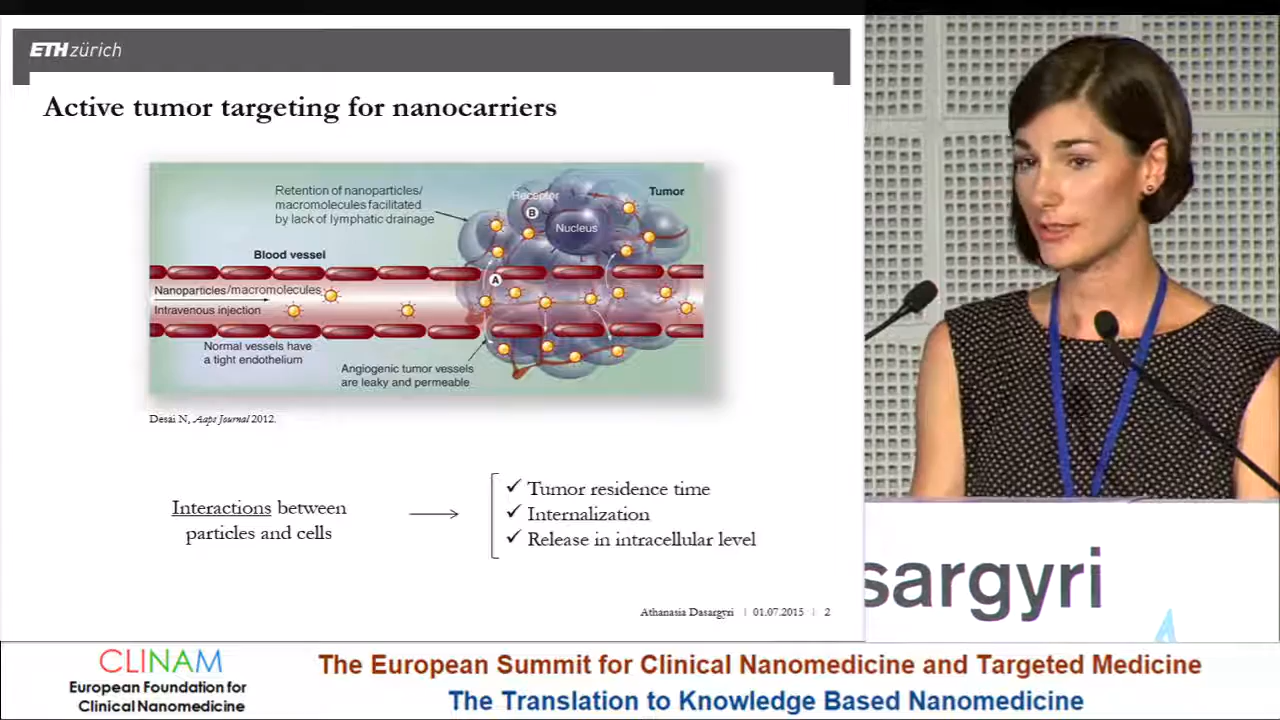 ETH zürich
Active tumor targeting for nanocarriers
Retention of nanoparticles/
macromolecules facilitated
by lack of lymphatic drainage
Receptor
B
Tumor
Nucleus
Blood vessel
A
Nanoparticles/macromolecules
Intravenous injection
Normal vessels have
a tight endothelium
Angiogenic tumor vessels
are leaky and permeable
Desai N, Aaps Journal 2012.
Interactions between
particles and cells
✓ Tumor residence time
✓ Internalization
✓ Release in intracellular level
Athanasia Dasargyri | 01.07.2015 | 2
sargyri
CLINAM
European Foundation for
Clinical Nanomedicine
The European Summit for Clinical Nanomedicine and Targeted Medicine
The Translation to Knowledge Based Nanomedicine